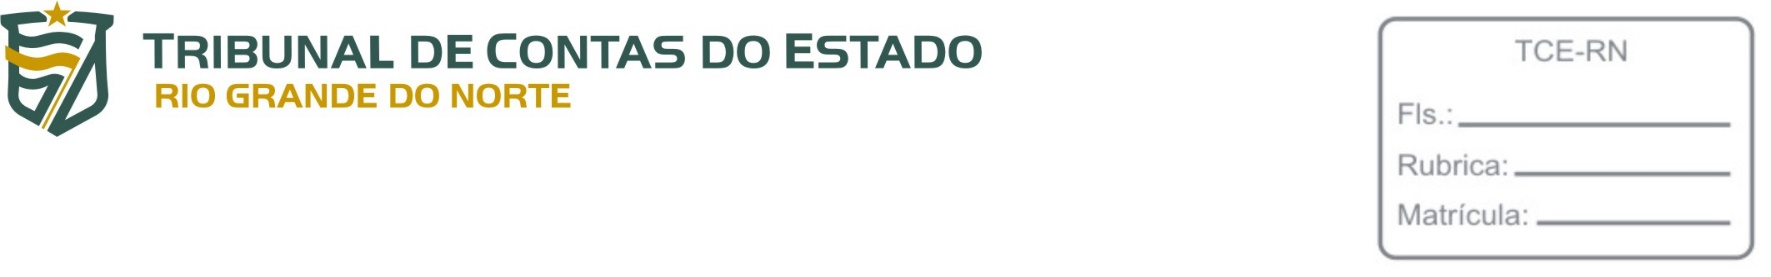 TRIBUNAL DE CONTAS DO ESTADO
RIO GRANDE DO NORTE
TCE-RN
Fls.:
Rubrica:
Matrícula: